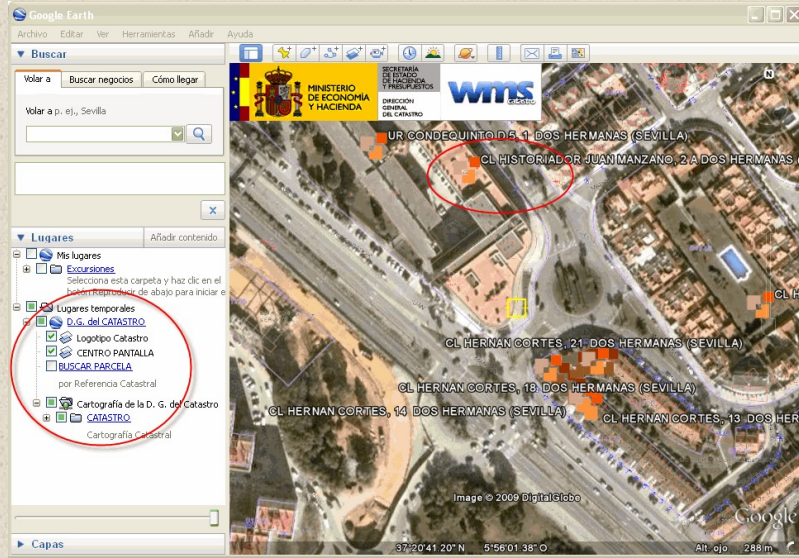 Google Earth
Archivo Editar Ver Herramientas Añadir Ayuda
Buscar
Volar a
Buscar negocios
Cómo llegar
Volar a p. ej., Sevilla
Lugares
Añadir contenido
Mis lugares
Excursiones
Selecciona esta carpeta y haz clic en el
botón Reproducir de abajo para iniciar e
Lugares temporales
D.G. del CATASTRO
Logotipo Catastro
CENTRO PANTALLA
BUSCAR PARCELA
por Referencia Catastral
Cartografía de la D. G. del Catastro
CATASTRO
Cartografía Catastral
Capas
MINISTERIO
DE ECONOMÍA
Y HACIENDA
SECRETARÍA
DE ESTADO
DE HACIENDA
Y PRESUPUESTOS
DIRECCIÓN
GENERAL
DEL CATASTRO
wms
CATASTRO
N
UR CONDEQUINTO D 5, 1 DOS HERMANAS (SEVILLA)
CL HISTORIADOR JUAN MANZANO, 2 A DOS HERMANAS (
CL H
CL HERNAN CORTES, 21 DOS HERMANAS (SEVILLA)
CL HERNAN CORTES, 18 DOS HERMANAS (SEVILLA)
CL HERNAN CORTES, 14 DOS HERMANAS (SEVILLA)
CL HERNAN CORTES, 13 DOS HER
Image © 2009 DigitalGlobe
Google
37°20'41.20" N 5°56'01.38" O Alt. ojo 288 m